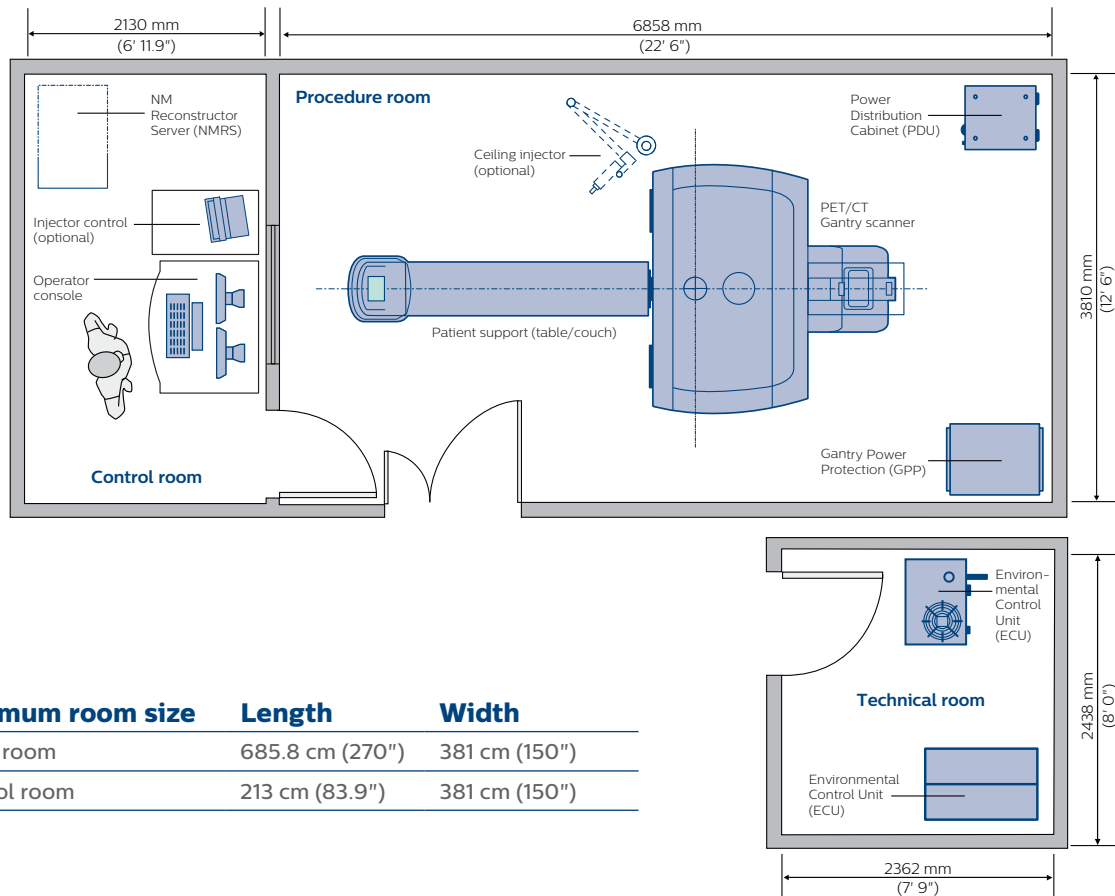 2130 mm
(6' 11.9")
6858 mm
(22' 6")
NM
Reconstructor
Server (NMRS)
Procedure room
Power
Distribution
Cabinet (PDU)
Ceiling injector
(optional)
Injector control
(optional)
PET/CT
Gantry scanner
Operator
console
3810 mm
(12' 6")
Patient support (table/couch)
Gantry Power
Protection (GPP)
Control room
Environ-
mental
Control
Unit
(ECU)
Technical room
2438 mm
(8' 0")
Environmental
Control Unit
(ECU)
2362 mm
(7' 9")
mum room size Length Width
room 685.8 cm (270") 381 cm (150")
ol room 213 cm (83.9") 381 cm (150")